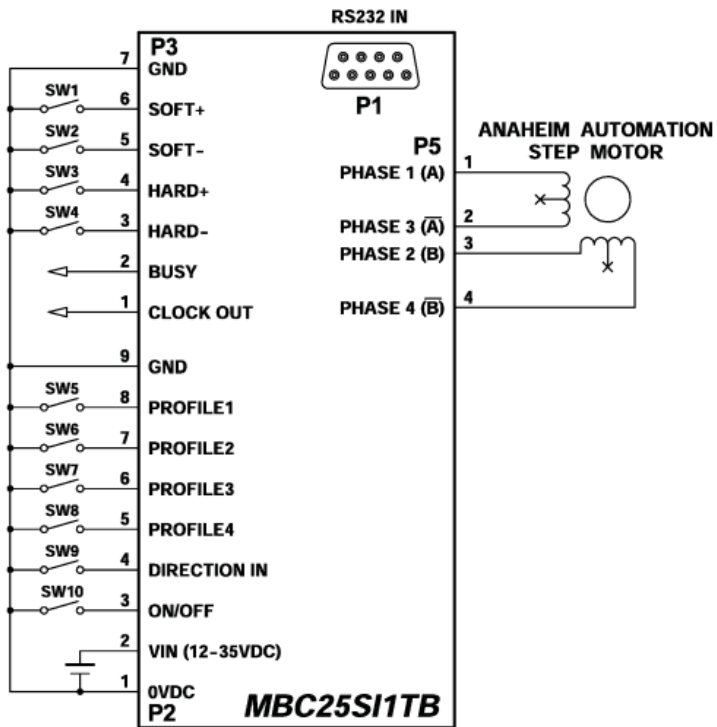 RS232 IN
P3
7 GND
P1
SW1
6 SOFT+
SW2
5 SOFT-
SW3
4 HARD+
SW4
3 HARD-
2 BUSY
1 CLOCK OUT
P5
ANAHEIM AUTOMATION
STEP MOTOR
PHASE 1 (A) 1
PHASE 3 (A̅) 2
PHASE 2 (B) 3
PHASE 4 (B̅) 4
9 GND
SW5
8 PROFILE1
SW6
7 PROFILE2
SW7
6 PROFILE3
SW8
5 PROFILE4
SW9
4 DIRECTION IN
SW10
3 ON/OFF
2 VIN (12-35VDC)
1 0VDC
P2
MBC25SI1TB